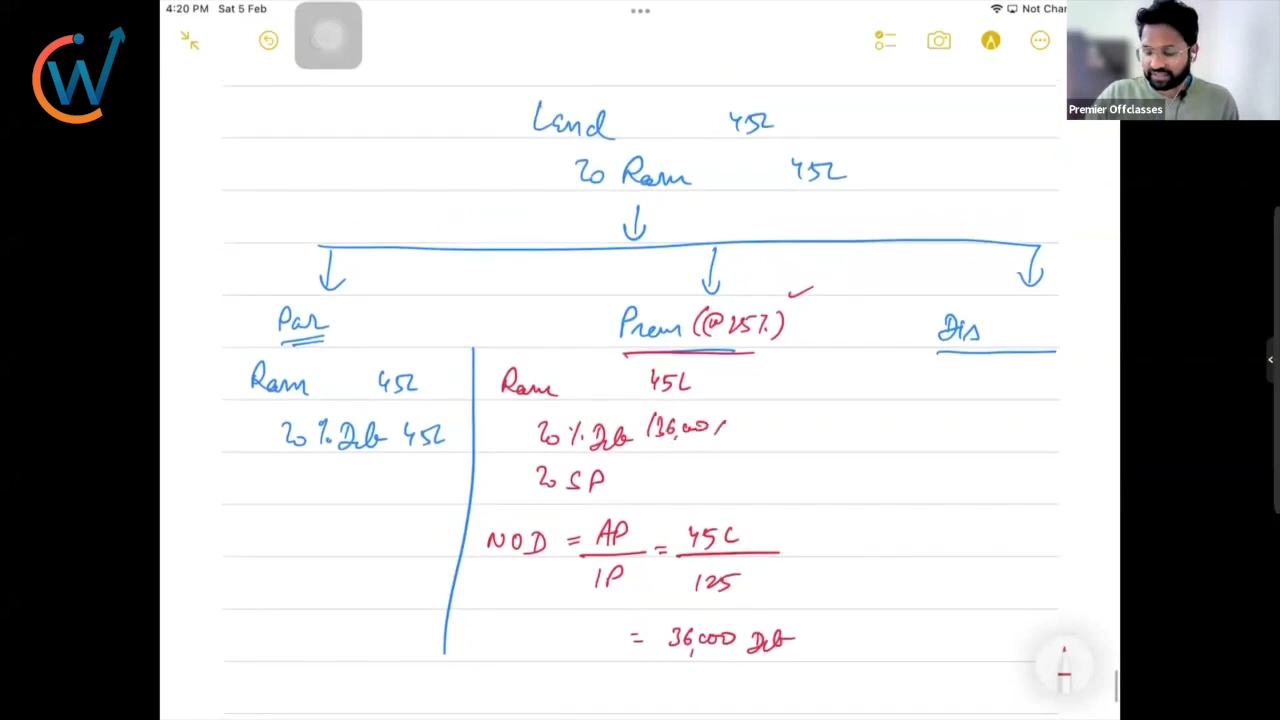 4:20 PM Sat 5 Feb
Not Char
Premier Offclasses
W
Land 45L
To Ram 45L
Par
Prem (@ 25%)
Dis
Ram 45L
To % Deb 45L
Ram 45L
To % Deb (36,000 ×
To SP
NOD = AP / IP = 45L / 125
= 36,000 Deb